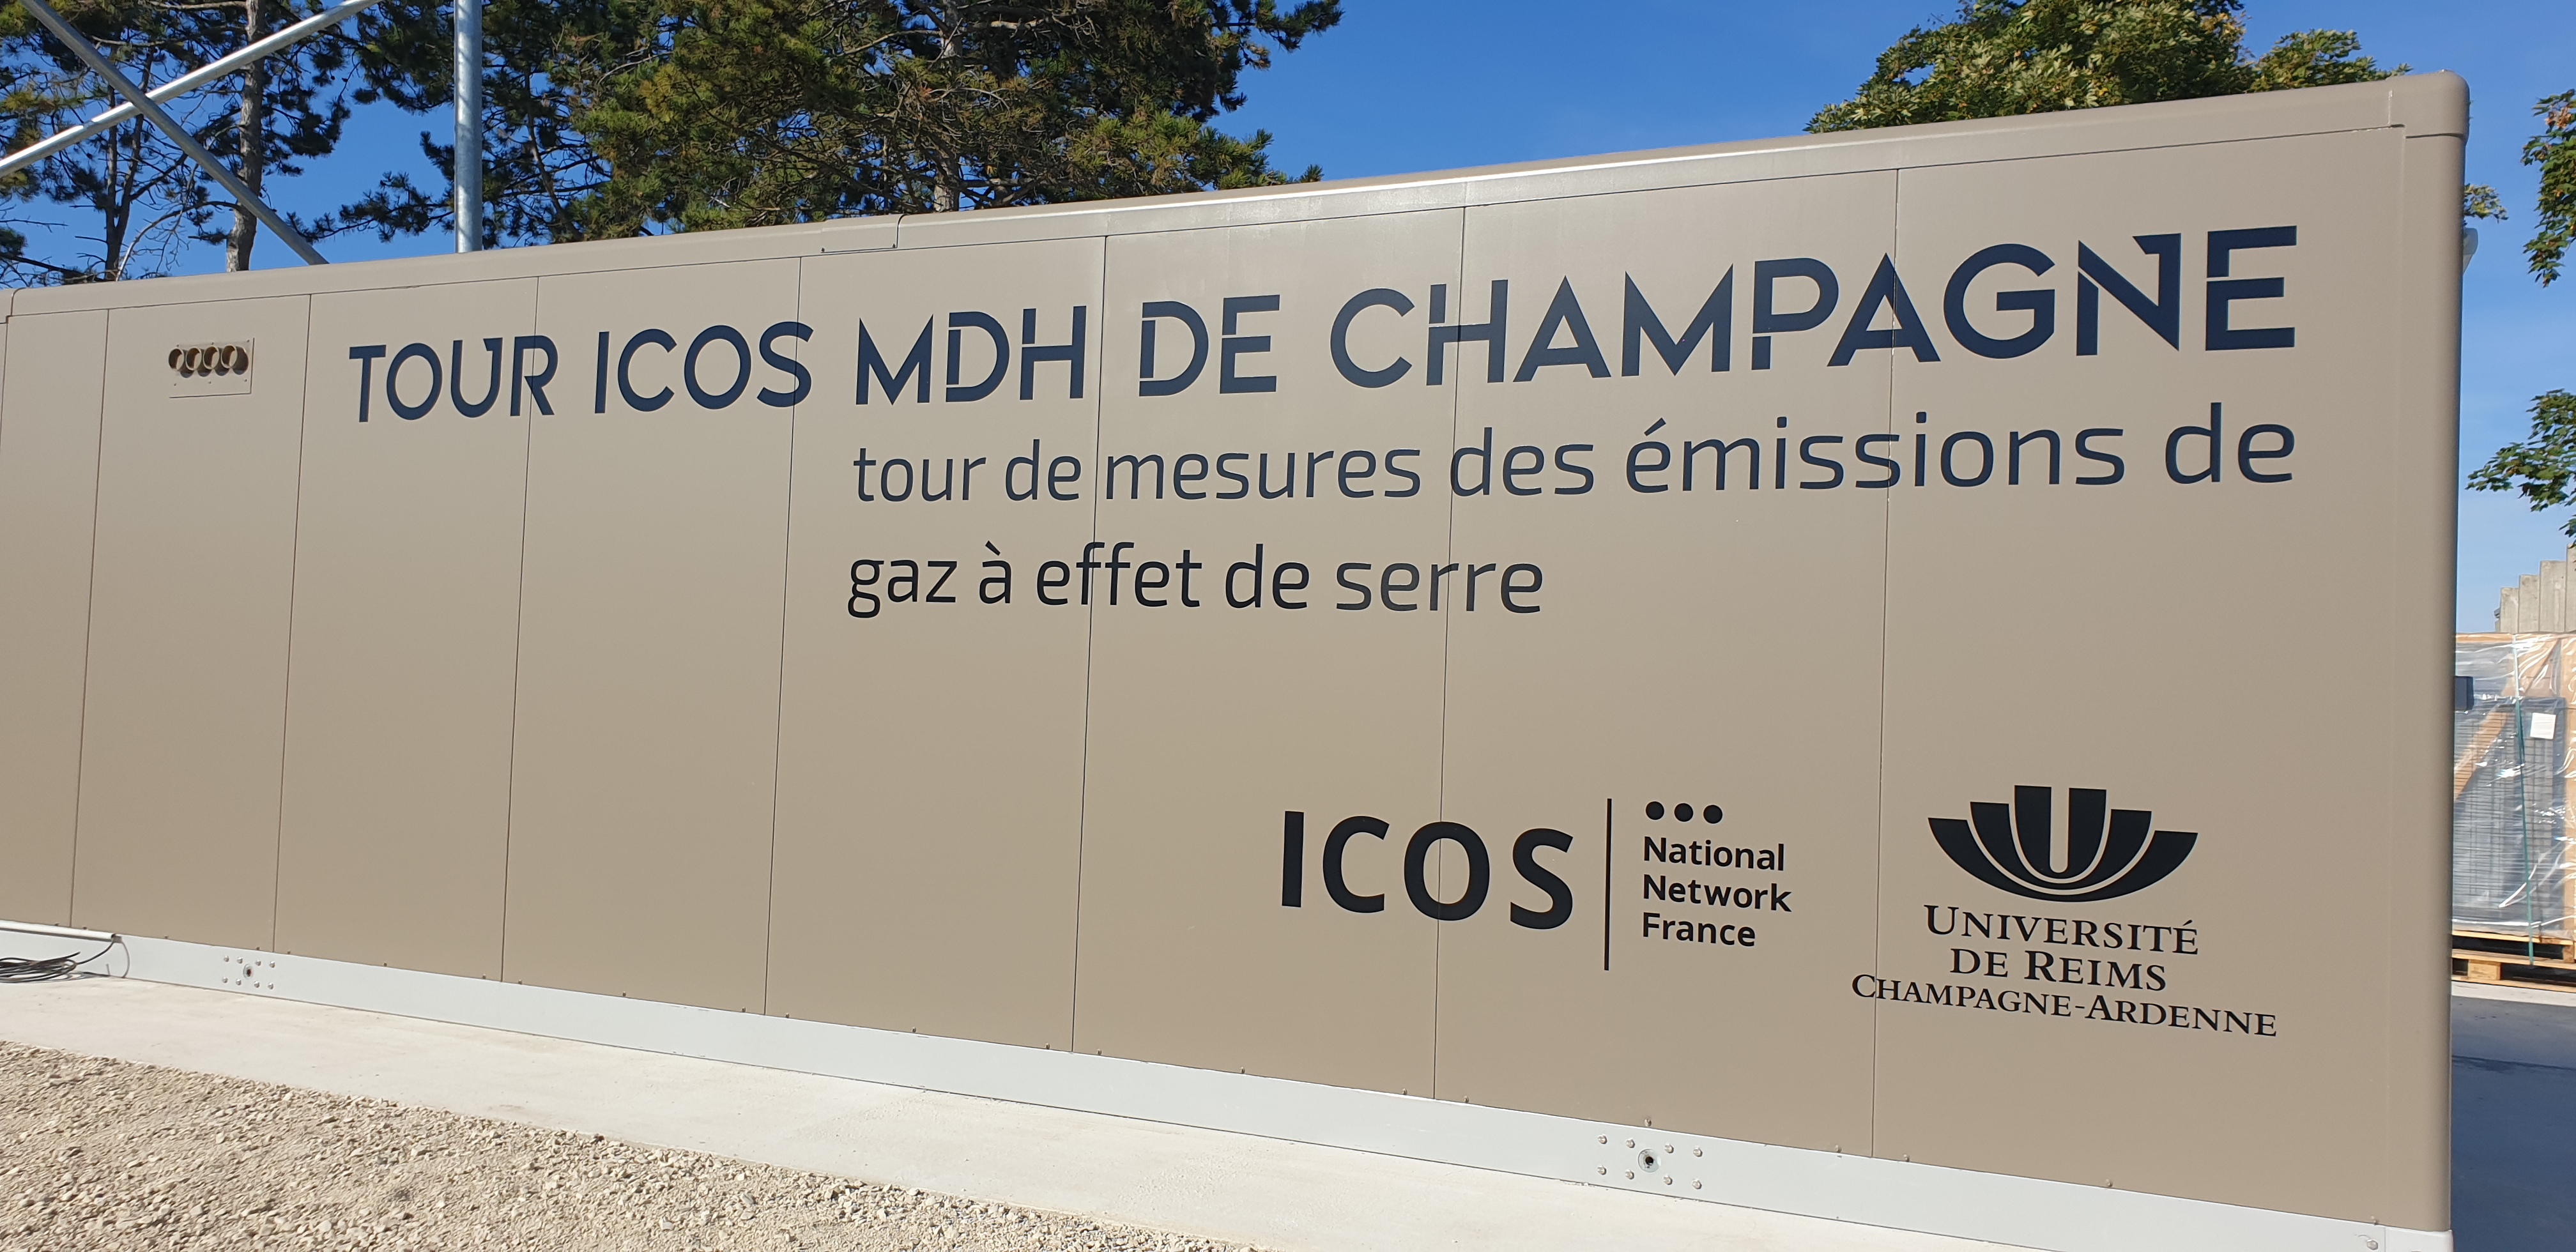 TOUR ICOS MDH DE CHAMPAGNE
tour de mesures des émissions de
gaz à effet de serre
ICOS
National
Network
France
UNIVERSITÉ
DE REIMS
CHAMPAGNE-ARDENNE